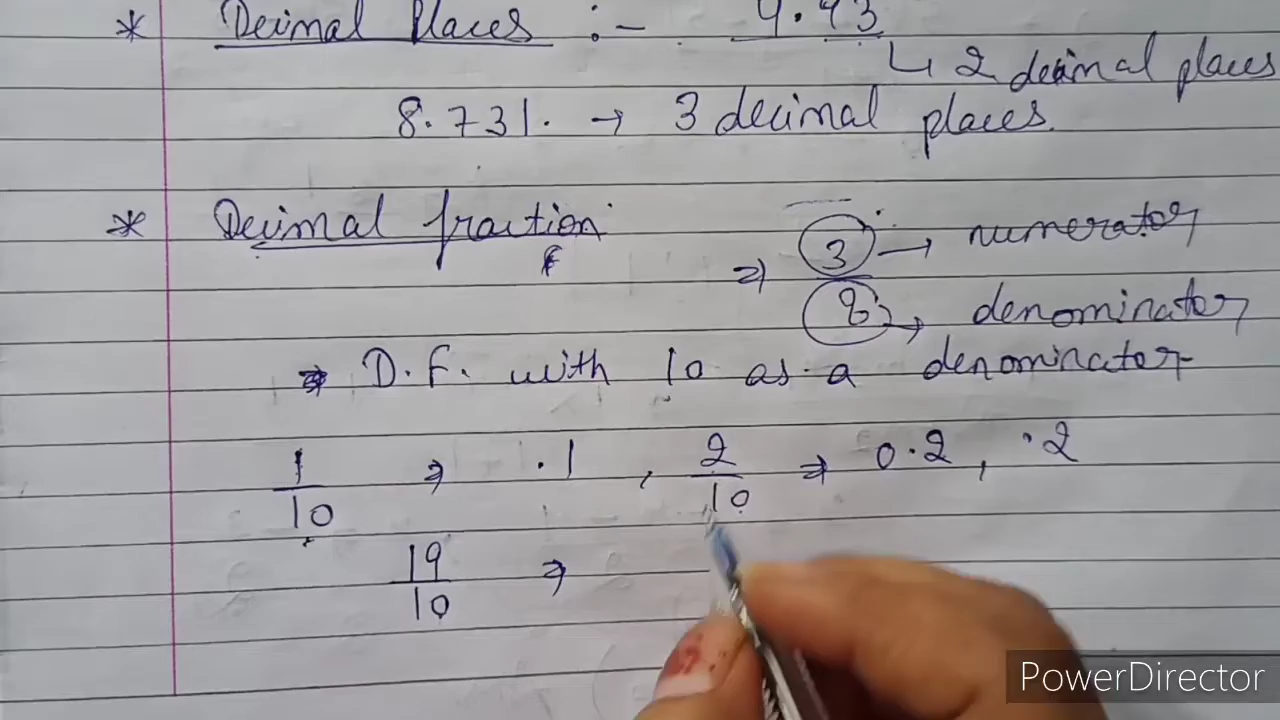 * Decimal Places :- 4.43
↳ 2 decimal places
8.731. → 3 decimal places.
* Decimal fraction
⇒ 3 → numerator
8 → denominator
⇒ D.F. with 10 as a denominator
1/10 ⇒ .1 , 2/10 ⇒ 0.2, .2
19/10 ⇒
PowerDirector